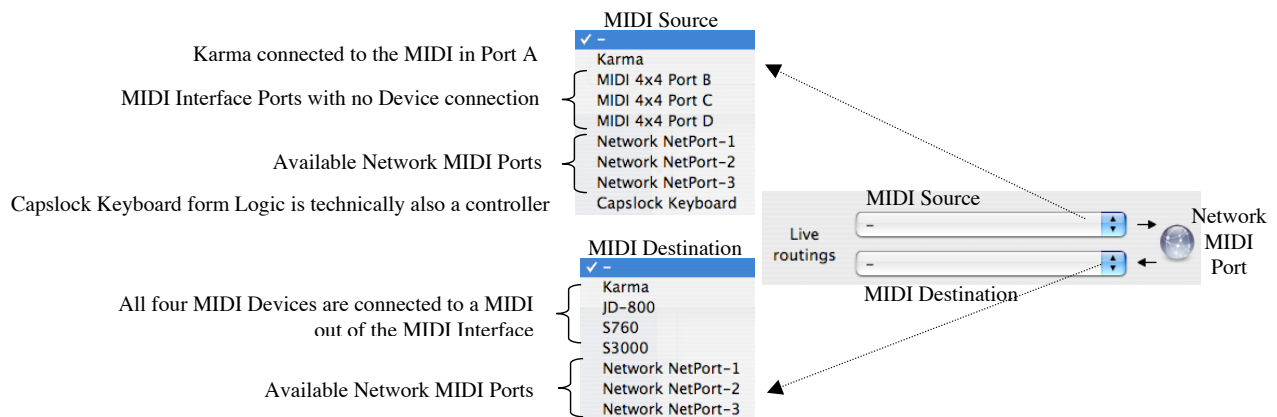 MIDI Source
✓ –
Karma connected to the MIDI in Port A
Karma
MIDI Interface Ports with no Device connection
MIDI 4x4 Port B
MIDI 4x4 Port C
MIDI 4x4 Port D
Available Network MIDI Ports
Network NetPort-1
Network NetPort-2
Network NetPort-3
Capslock Keyboard form Logic is technically also a controller
Capslock Keyboard
MIDI Source
–
Live
routings
–
MIDI Destination
Network
MIDI
Port
MIDI Destination
✓ –
Karma
All four MIDI Devices are connected to a MIDI
out of the MIDI Interface
JD-800
S760
S3000
Available Network MIDI Ports
Network NetPort-1
Network NetPort-2
Network NetPort-3